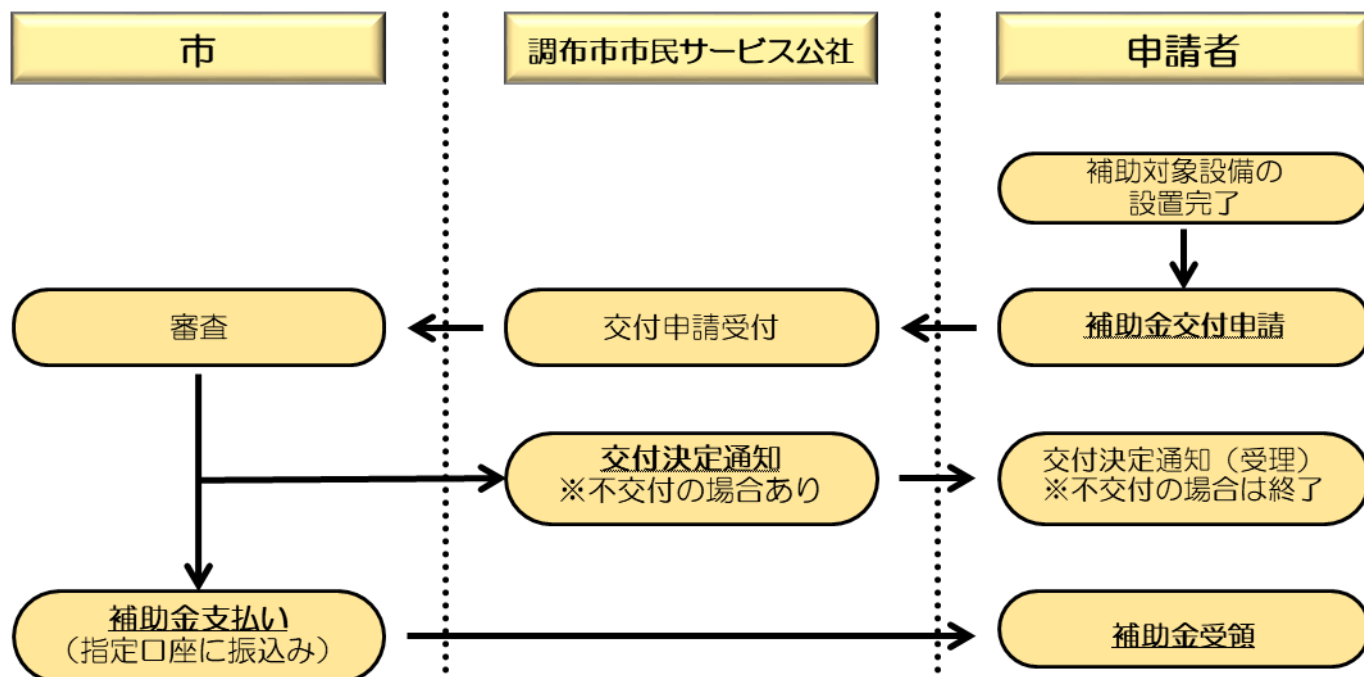 市
調布市市民サービス公社
申請者
補助対象設備の
設置完了
審査
交付申請受付
補助金交付申請
交付決定通知
※不交付の場合あり
交付決定通知（受理）
※不交付の場合は終了
補助金支払い
（指定口座に振込み）
補助金受領